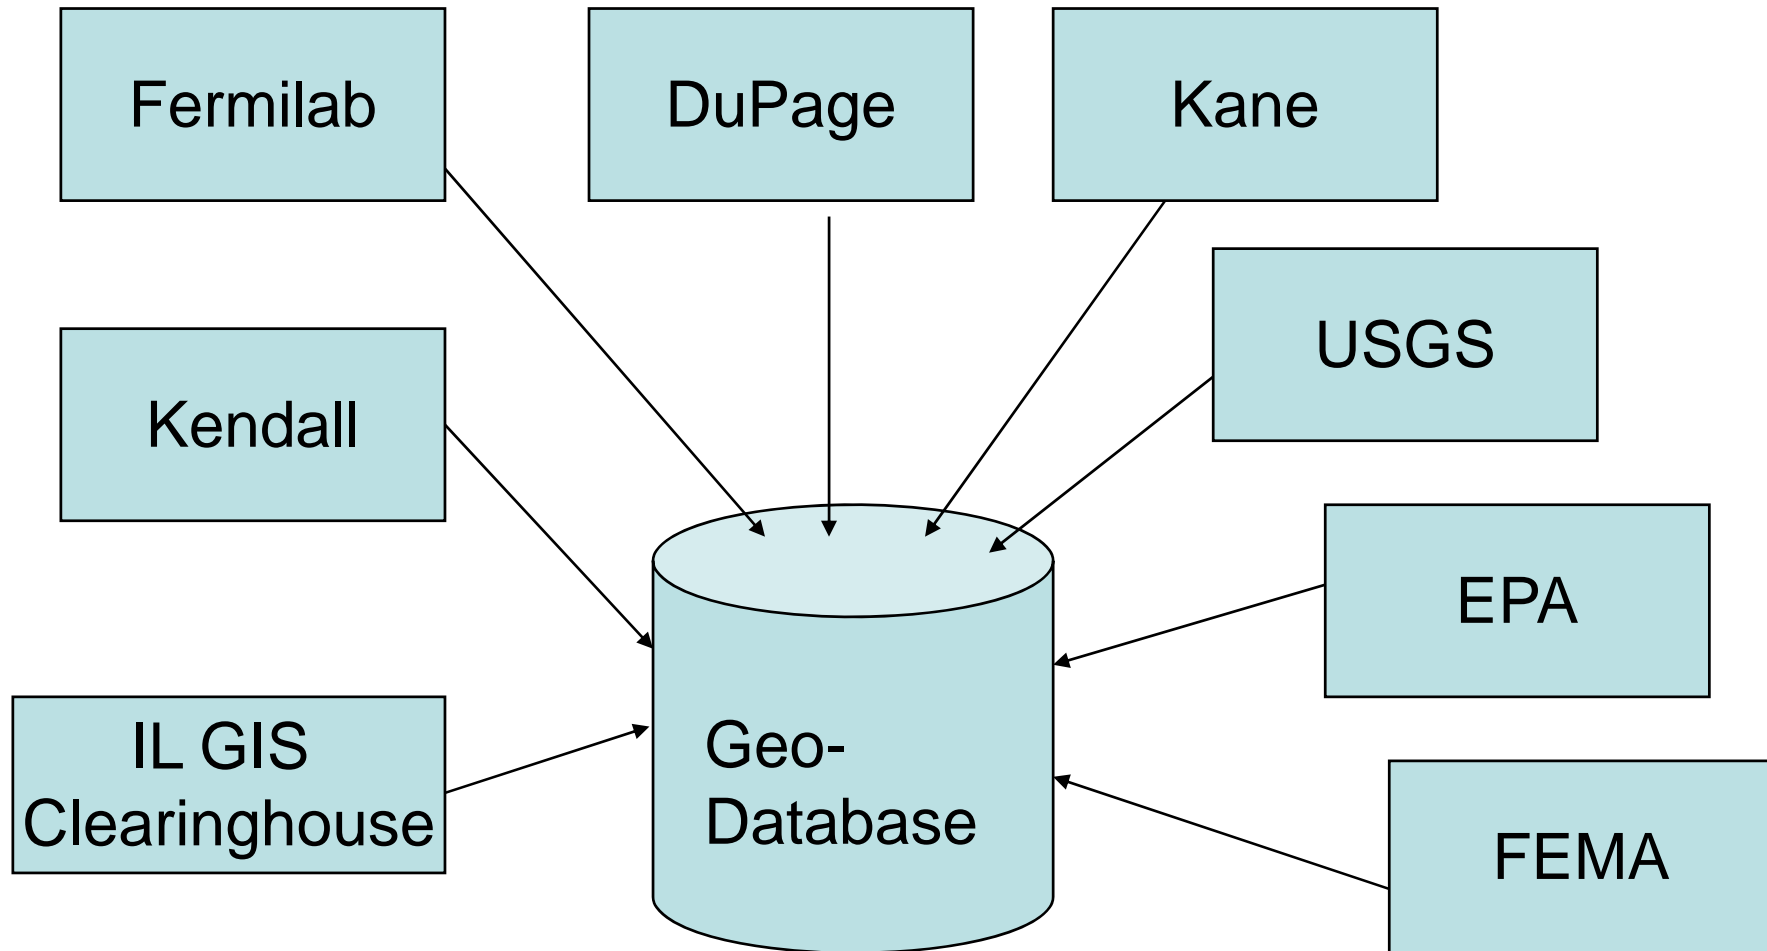 Fermilab
DuPage
Kane
USGS
Kendall
EPA
IL GIS
Clearinghouse
Geo-
Database
FEMA